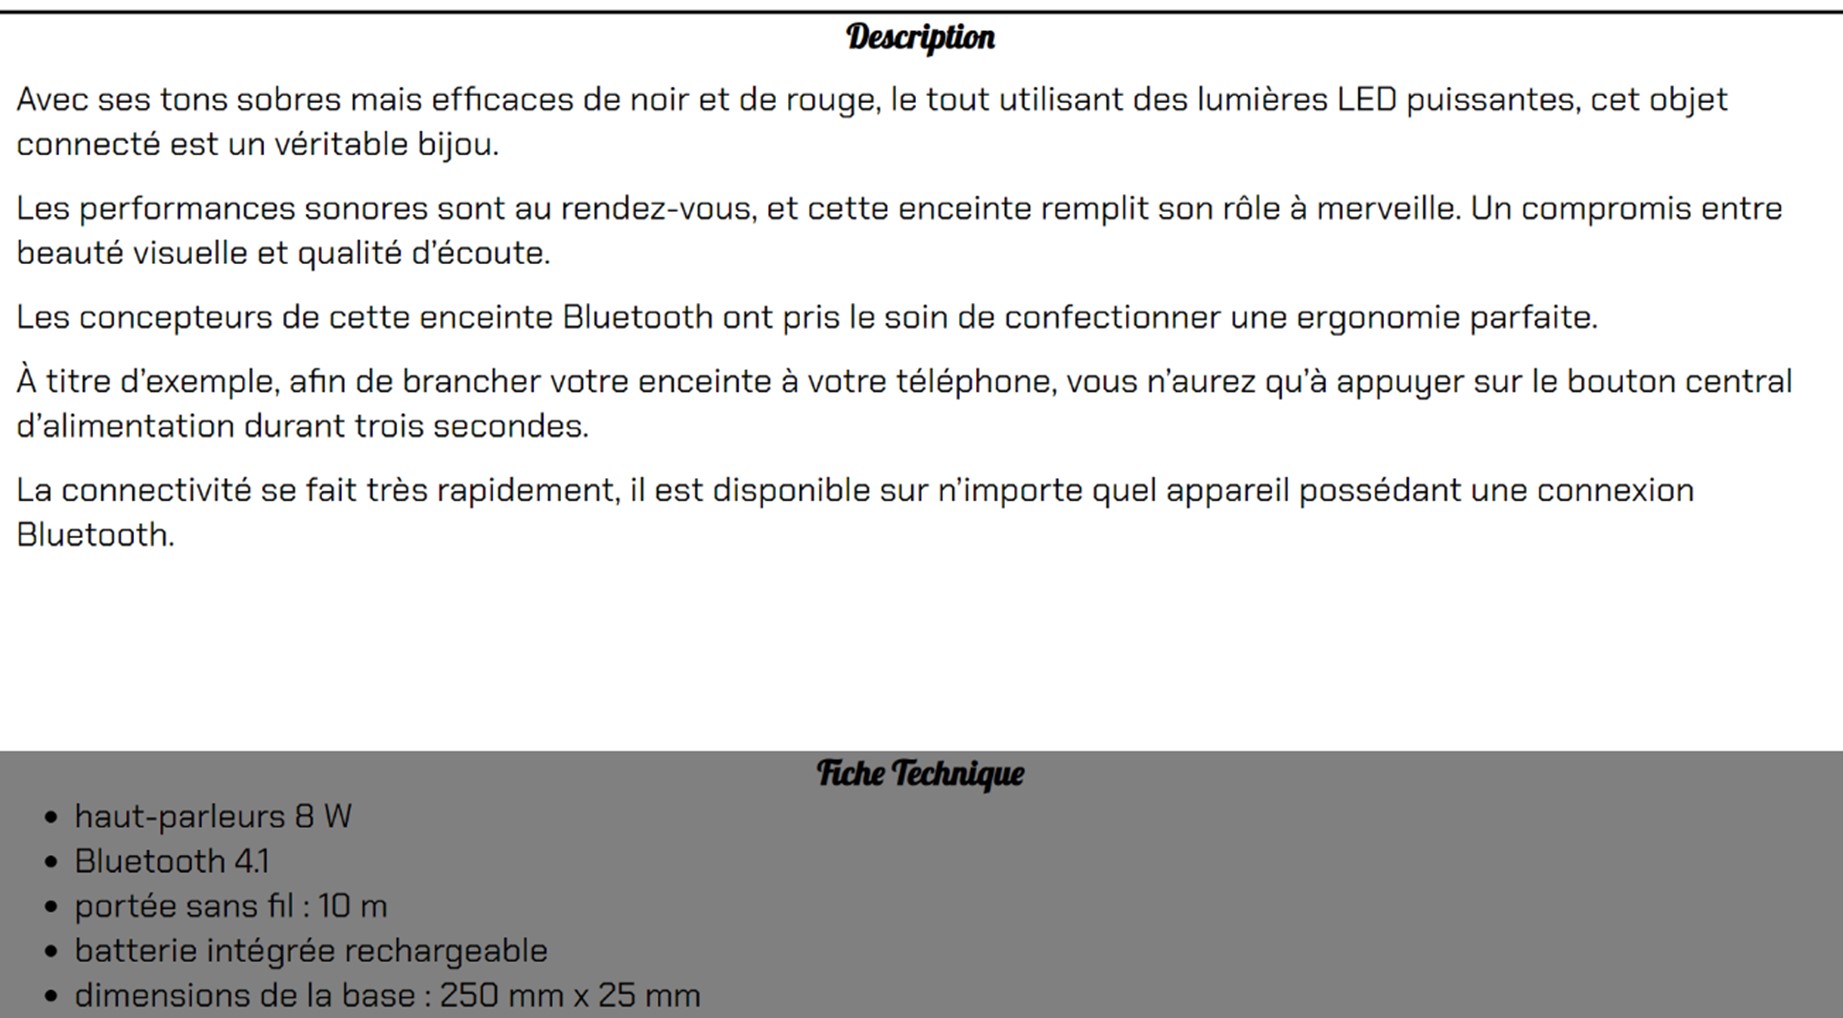 Description
Avec ses tons sobres mais efficaces de noir et de rouge, le tout utilisant des lumières LED puissantes, cet objet
connecté est un véritable bijou.
Les performances sonores sont au rendez-vous, et cette enceinte remplit son rôle à merveille. Un compromis entre
beauté visuelle et qualité d’écoute.
Les concepteurs de cette enceinte Bluetooth ont pris le soin de confectionner une ergonomie parfaite.
À titre d’exemple, afin de brancher votre enceinte à votre téléphone, vous n’aurez qu’à appuyer sur le bouton central
d’alimentation durant trois secondes.
La connectivité se fait très rapidement, il est disponible sur n’importe quel appareil possédant une connexion
Bluetooth.
Fiche Technique
• haut-parleurs 8 W
• Bluetooth 4.1
• portée sans fil : 10 m
• batterie intégrée rechargeable
• dimensions de la base : 250 mm x 25 mm